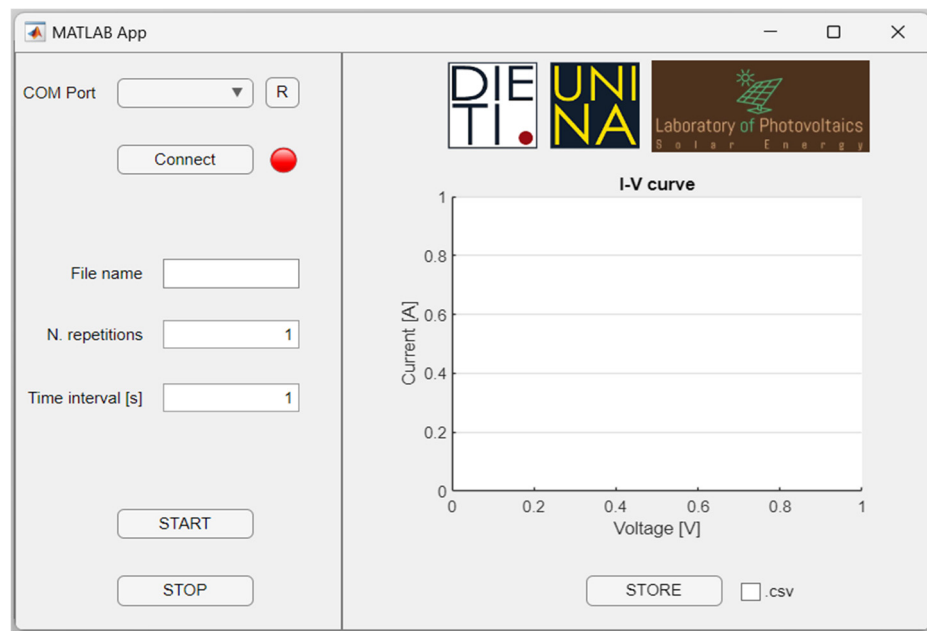 MATLAB App
COM Port
R
Connect
File name
N. repetitions
1
Time interval [s]
1
START
STOP
DIE
TI.
UNI
NA
Laboratory of Photovoltaics
Solar Energy
I-V curve
Current [A]
1
0.8
0.6
0.4
0.2
0
0 0.2 0.4 0.6 0.8 1
Voltage [V]
STORE
.csv